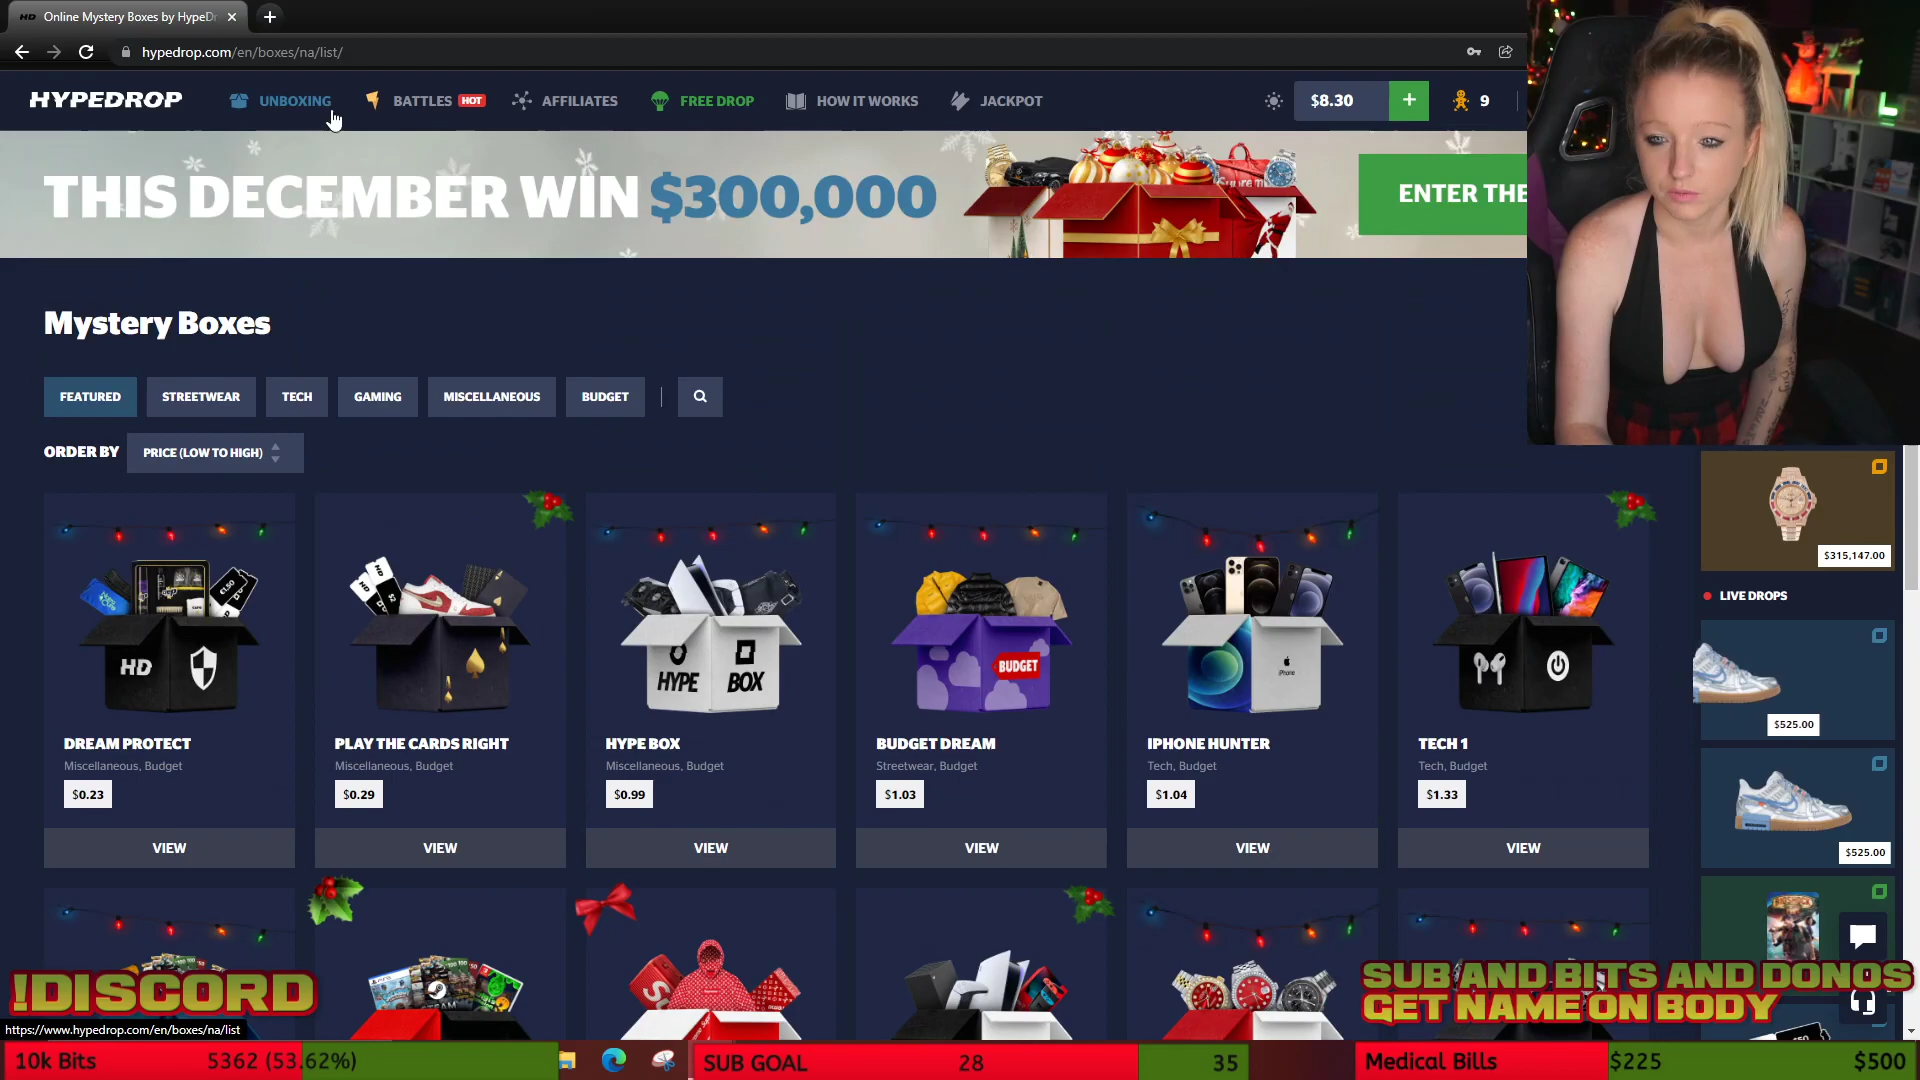 HD Online Mystery Boxes by HypeDr
hypedrop.com/en/boxes/na/list/
HYPEDROP UNBOXING BATTLES HOT AFFILIATES FREE DROP HOW IT WORKS JACKPOT $8.30 + 9
THIS DECEMBER WIN $300,000 ENTER THE
Mystery Boxes
FEATURED STREETWEAR TECH GAMING MISCELLANEOUS BUDGET
ORDER BY PRICE (LOW TO HIGH)
$315,147.00
LIVE DROPS
HD
HYPE BOX
BUDGET
iPhone
$525.00
DREAM PROTECT PLAY THE CARDS RIGHT HYPE BOX BUDGET DREAM IPHONE HUNTER TECH 1
Miscellaneous, Budget Miscellaneous, Budget Miscellaneous, Budget Streetwear, Budget Tech, Budget Tech, Budget
$0.23 $0.29 $0.99 $1.03 $1.04 $1.33
VIEW VIEW VIEW VIEW VIEW VIEW
$525.00
!DISCORD
SUB AND BITS AND DONOS
GET NAME ON BODY
https://www.hypedrop.com/en/boxes/na/list
10k Bits 5362 (53.62%) SUB GOAL 28 35 Medical Bills $225 $500